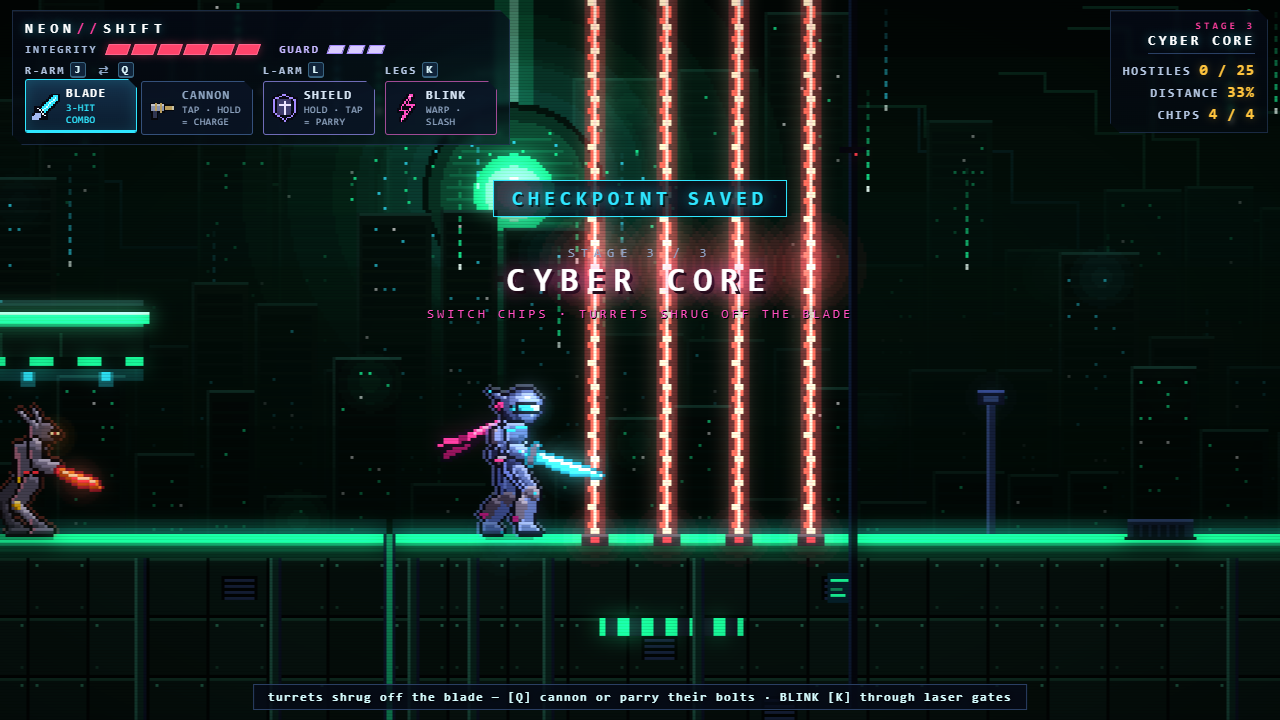 NEON//SHIFT
INTEGRITY GUARD
R-ARM J ⇄ Q L-ARM L LEGS K
BLADE
3-HIT
COMBO
CANNON
TAP · HOLD
= CHARGE
SHIELD
HOLD · TAP
= PARRY
BLINK
WARP ·
SLASH
STAGE 3
CYBER CORE
HOSTILES 0 / 25
DISTANCE 33%
CHIPS 4 / 4
CHECKPOINT SAVED
STAGE 3 / 3
CYBER CORE
SWITCH CHIPS · TURRETS SHRUG OFF THE BLADE
turrets shrug off the blade — [Q] cannon or parry their bolts · BLINK [K] through laser gates